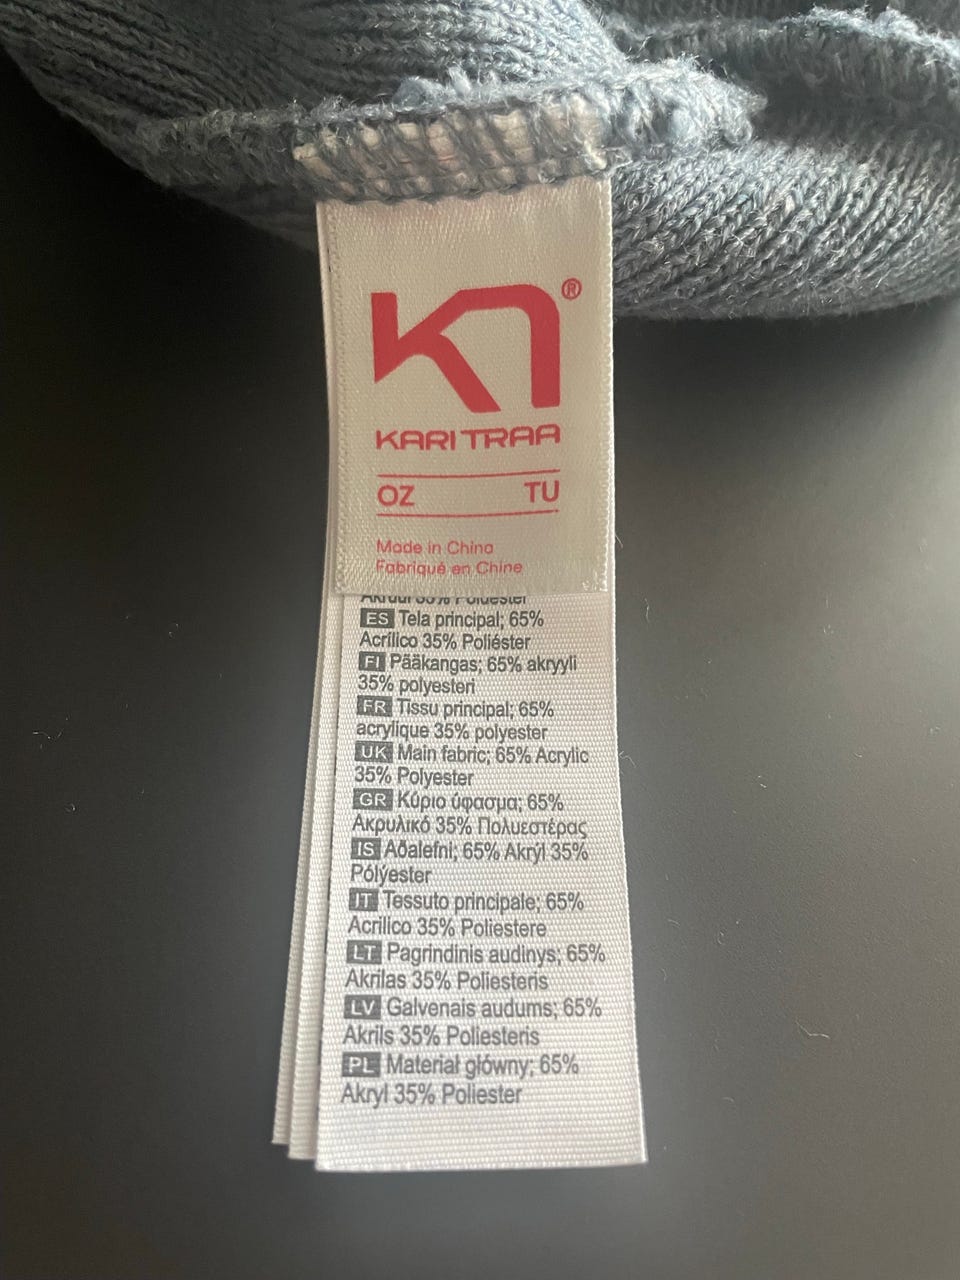 ®
KARI TRAA
OZ TU
Made in China
Fabriqué en Chine
ES Tela principal; 65%
Acrílico 35% Poliéster
FI Pääkangas; 65% akryyli
35% polyesteri
FR Tissu principal; 65%
acrylique 35% polyester
UK Main fabric; 65% Acrylic
35% Polyester
GR Κύριο ύφασμα; 65%
Ακρυλικό 35% Πολυεστέρας
IS Aðalefni; 65% Akrýl 35%
Pólýester
IT Tessuto principale; 65%
Acrilico 35% Poliestere
LT Pagrindinis audinys; 65%
Akrilas 35% Poliesteris
LV Galvenais audums; 65%
Akrils 35% Poliesteris
PL Materiał główny; 65%
Akryl 35% Poliester